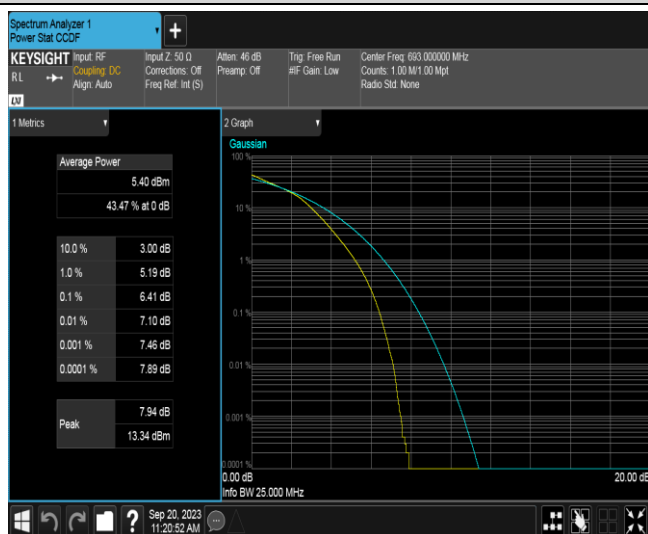 Spectrum Analyzer 1
Power Stat CCDF
+
KEYSIGHT
RL
LXI
Input: RF
Coupling: DC
Align: Auto
Input Z: 50 Ω
Corrections: Off
Freq Ref: Int (S)
Atten: 46 dB
Preamp: Off
Trig: Free Run
#IF Gain: Low
Center Freq: 693.000000 MHz
Counts: 1.00 M/1.00 Mpt
Radio Std: None
1 Metrics
Average Power
5.40 dBm
43.47 % at 0 dB
10.0 % 3.00 dB
1.0 % 5.19 dB
0.1 % 6.41 dB
0.01 % 7.10 dB
0.001 % 7.46 dB
0.0001 % 7.89 dB
Peak
7.94 dB
13.34 dBm
2 Graph
Gaussian
100 %
10 %
1 %
0.1 %
0.01 %
0.001 %
0.0001 %
0.00 dB 20.00 dB
Info BW 25.000 MHz
?
Sep 20, 2023
11:20:52 AM